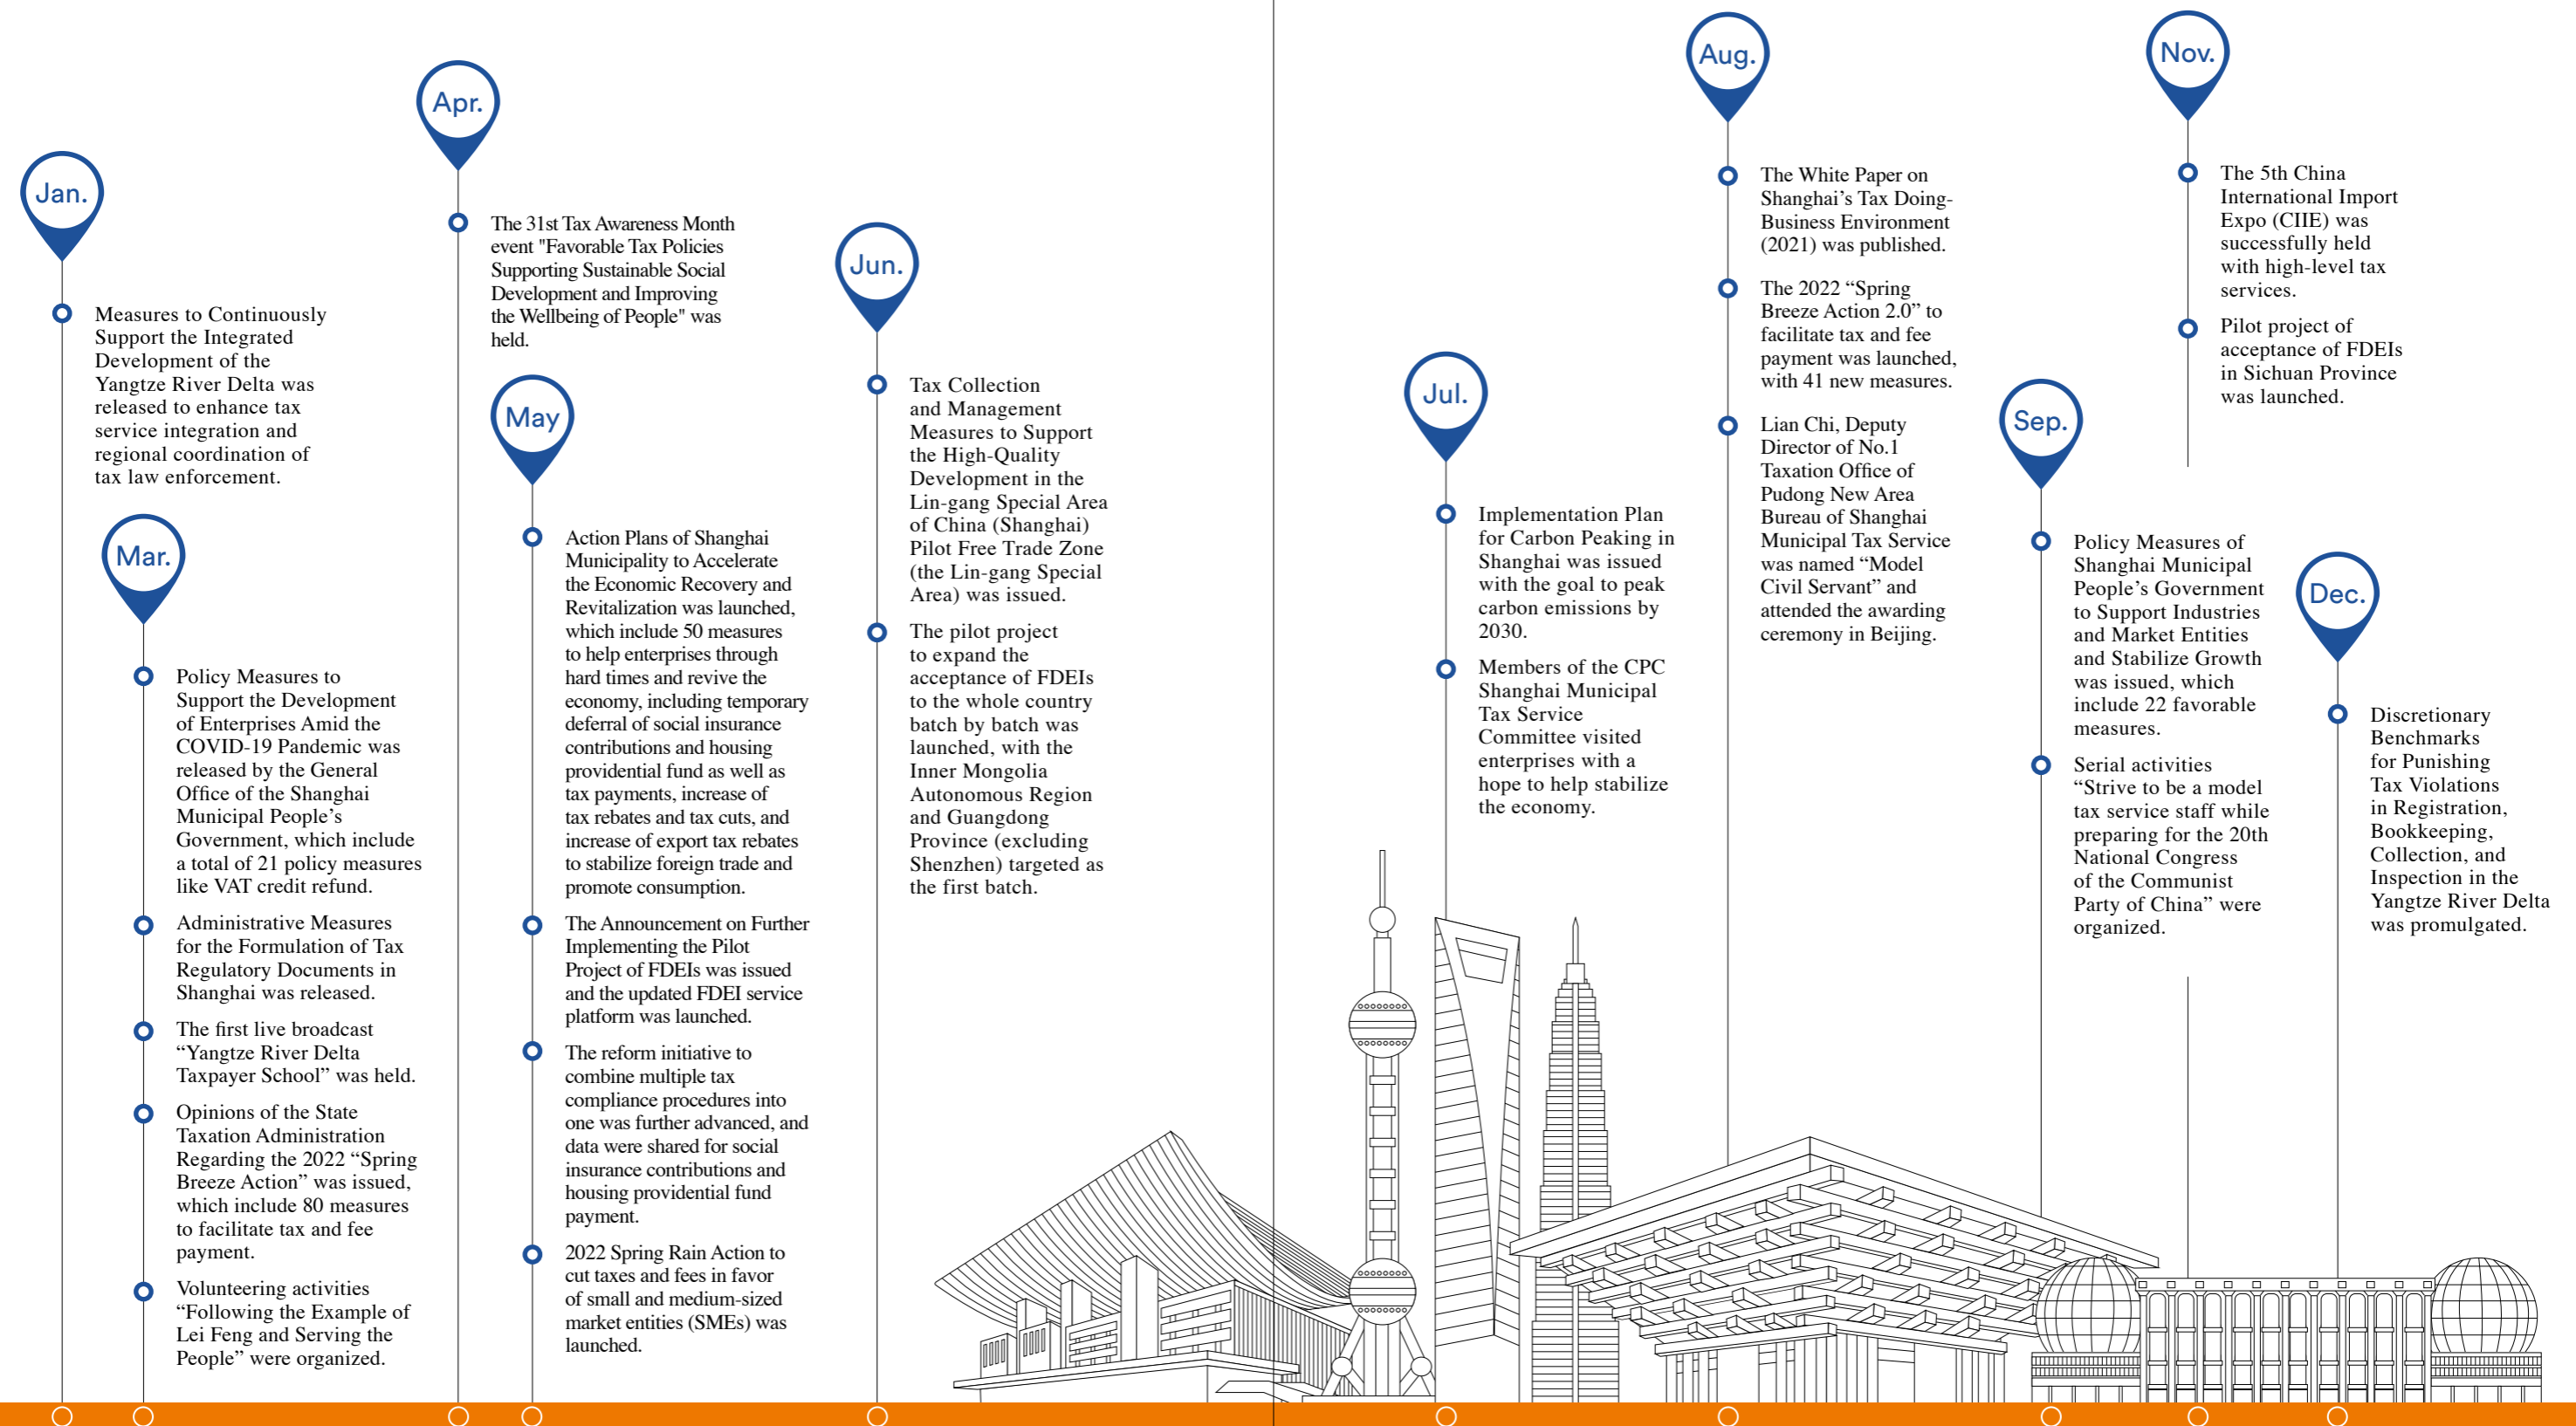 Jan.
Measures to Continuously
Support the Integrated
Development of the
Yangtze River Delta was
released to enhance tax
service integration and
regional coordination of
tax law enforcement.
Mar.
Policy Measures to
Support the Development
of Enterprises Amid the
COVID-19 Pandemic was
released by the General
Office of the Shanghai
Municipal People’s
Government, which include
a total of 21 policy measures
like VAT credit refund.
Administrative Measures
for the Formulation of Tax
Regulatory Documents in
Shanghai was released.
The first live broadcast
“Yangtze River Delta
Taxpayer School” was held.
Opinions of the State
Taxation Administration
Regarding the 2022 “Spring
Breeze Action” was issued,
which include 80 measures
to facilitate tax and fee
payment.
Volunteering activities
“Following the Example of
Lei Feng and Serving the
People” were organized.
Apr.
The 31st Tax Awareness Month
event "Favorable Tax Policies
Supporting Sustainable Social
Development and Improving
the Wellbeing of People" was
held.
May
Action Plans of Shanghai
Municipality to Accelerate
the Economic Recovery and
Revitalization was launched,
which include 50 measures
to help enterprises through
hard times and revive the
economy, including temporary
deferral of social insurance
contributions and housing
providential fund as well as
tax payments, increase of
tax rebates and tax cuts, and
increase of export tax rebates
to stabilize foreign trade and
promote consumption.
The Announcement on Further
Implementing the Pilot
Project of FDEIs was issued
and the updated FDEI service
platform was launched.
The reform initiative to
combine multiple tax
compliance procedures into
one was further advanced, and
data were shared for social
insurance contributions and
housing providential fund
payment.
2022 Spring Rain Action to
cut taxes and fees in favor
of small and medium-sized
market entities (SMEs) was
launched.
Jun.
Tax Collection
and Management
Measures to Support
the High-Quality
Development in the
Lin-gang Special Area
of China (Shanghai)
Pilot Free Trade Zone
(the Lin-gang Special
Area) was issued.
The pilot project
to expand the
acceptance of FDEIs
to the whole country
batch by batch was
launched, with the
Inner Mongolia
Autonomous Region
and Guangdong
Province (excluding
Shenzhen) targeted as
the first batch.
Jul.
Implementation Plan
for Carbon Peaking in
Shanghai was issued
with the goal to peak
carbon emissions by
2030.
Members of the CPC
Shanghai Municipal
Tax Service
Committee visited
enterprises with a
hope to help stabilize
the economy.
Aug.
The White Paper on
Shanghai’s Tax Doing-
Business Environment
(2021) was published.
The 2022 “Spring
Breeze Action 2.0” to
facilitate tax and fee
payment was launched,
with 41 new measures.
Lian Chi, Deputy
Director of No.1
Taxation Office of
Pudong New Area
Bureau of Shanghai
Municipal Tax Service
was named “Model
Civil Servant” and
attended the awarding
ceremony in Beijing.
Sep.
Policy Measures of
Shanghai Municipal
People’s Government
to Support Industries
and Market Entities
and Stabilize Growth
was issued, which
include 22 favorable
measures.
Serial activities
“Strive to be a model
tax service staff while
preparing for the 20th
National Congress
of the Communist
Party of China” were
organized.
Nov.
The 5th China
International Import
Expo (CIIE) was
successfully held
with high-level tax
services.
Pilot project of
acceptance of FDEIs
in Sichuan Province
was launched.
Dec.
Discretionary
Benchmarks
for Punishing
Tax Violations
in Registration,
Bookkeeping,
Collection, and
Inspection in the
Yangtze River Delta
was promulgated.